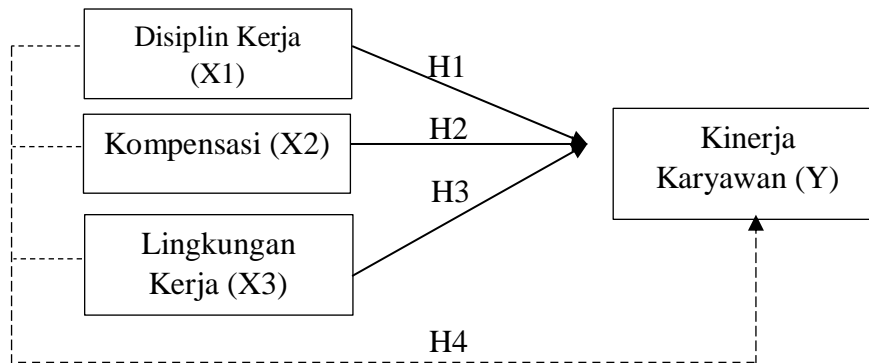 Disiplin Kerja
(X1)
H1
Kompensasi (X2)
H2
Kinerja
Karyawan (Y)
H3
Lingkungan
Kerja (X3)
H4